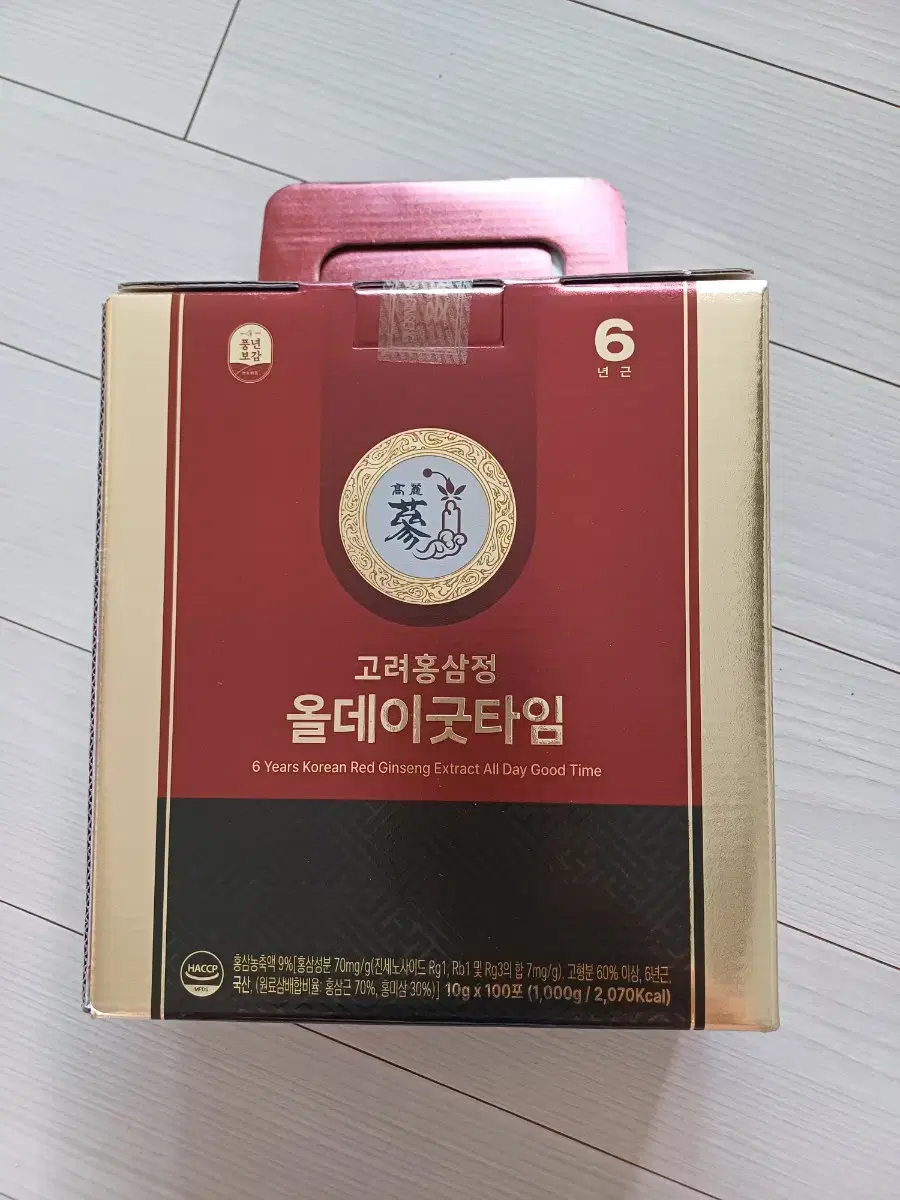 풍년
보감
6
년 근
高麗
蔘
고려홍삼정
올데이굿타임
6 Years Korean Red Ginseng Extract All Day Good Time
HACCP
MFDS
홍삼농축액 9%[홍삼성분 70mg/g(진세노사이드 Rg1, Rb1 및 Rg3의 합 7mg/g), 고형분 60% 이상, 6년근,
국산, (원료삼배합비율: 홍삼근 70%, 홍미삼 30%)] 10g x 100포 (1,000g / 2,070Kcal)